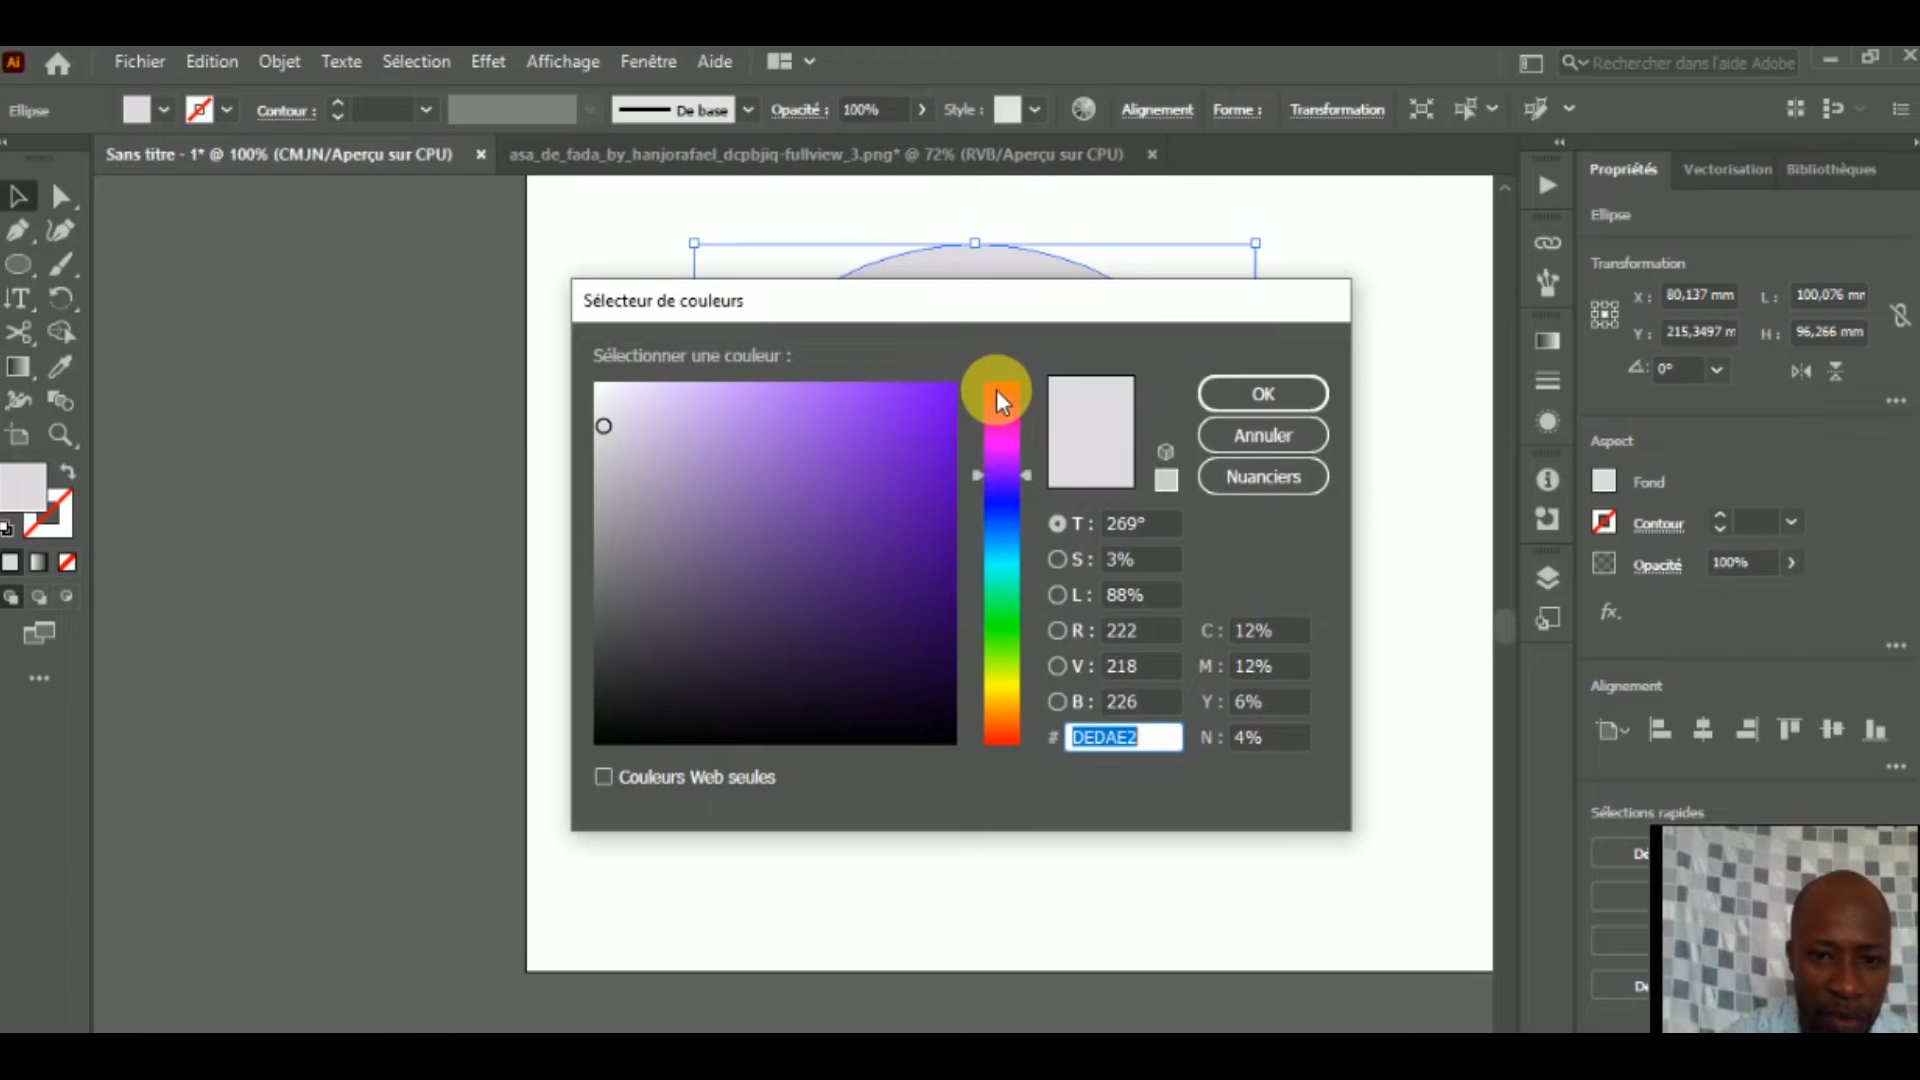 Ai
Fichier Edition Objet Texte Sélection Effet Affichage Fenêtre Aide
Rechercher dans l'aide Adobe
Ellipse Contour : De base Opacité : 100% Style : Alignement Forme : Transformation
Sans titre - 1* @ 100% (CMJN/Aperçu sur CPU) × asa_de_fada_by_hanjorafael_dcpbjiq-fullview_3.png* @ 72% (RVB/Aperçu sur CPU) ×
Propriétés Vectorisation Bibliothèques
Ellipse
Transformation
X : 80,137 mm L : 100,076 mm
Y : 215,3497 m H : 96,266 mm
0°
Aspect
Fond
Contour
Opacité 100%
fx.
Alignement
Sélections rapides
Dé
De
Sélecteur de couleurs
Sélectionner une couleur :
OK
Annuler
Nuanciers
T : 269°
S : 3%
L : 88%
R : 222 C : 12%
V : 218 M : 12%
B : 226 Y : 6%
# DEDAE2 N : 4%
Couleurs Web seules